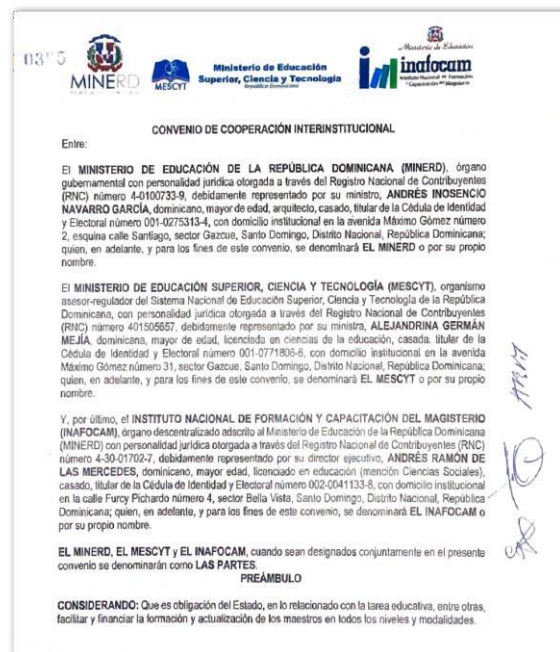 MINERD
MESCYT
Ministerio de Educación
Superior, Ciencia y Tecnología
República Dominicana
Ministerio de Educación
inafocam
Instituto Nacional de Formación
y Capacitación del Magisterio
CONVENIO DE COOPERACIÓN INTERINSTITUCIONAL
Entre:
El MINISTERIO DE EDUCACIÓN DE LA REPÚBLICA DOMINICANA (MINERD), órgano
gubernamental con personalidad jurídica otorgada a través del Registro Nacional de Contribuyentes
(RNC) número 4-0100733-9, debidamente representado por su ministro, ANDRÉS INOSENCIO
NAVARRO GARCÍA, dominicano, mayor de edad, arquitecto, casado, titular de la Cédula de Identidad
y Electoral número 001-0275313-4, con domicilio institucional en la avenida Máximo Gómez número
2, esquina calle Santiago, sector Gazcue, Santo Domingo, Distrito Nacional, República Dominicana;
quien, en adelante, y para los fines de este convenio, se denominará EL MINERD o por su propio
nombre.
El MINISTERIO DE EDUCACIÓN SUPERIOR, CIENCIA Y TECNOLOGÍA (MESCYT), organismo
asesor-regulador del Sistema Nacional de Educación Superior, Ciencia y Tecnología de la República
Dominicana, con personalidad jurídica otorgada a través del Registro Nacional de Contribuyentes
(RNC) número 401505657, debidamente representado por su ministra, ALEJANDRINA GERMÁN
MEJÍA, dominicana, mayor de edad, licenciada en ciencias de la educación, casada, titular de la
Cédula de Identidad y Electoral número 001-0771806-6, con domicilio institucional en la avenida
Máximo Gómez número 31, sector Gazcue, Santo Domingo, Distrito Nacional, República Dominicana;
quien, en adelante, y para los fines de este convenio, se denominará EL MESCYT o por su propio
nombre.
Y, por último, el INSTITUTO NACIONAL DE FORMACIÓN Y CAPACITACIÓN DEL MAGISTERIO
(INAFOCAM), órgano descentralizado adscrito al Ministerio de Educación de la República Dominicana
(MINERD) con personalidad jurídica otorgada a través del Registro Nacional de Contribuyentes (RNC)
número 4-30-01702-7, debidamente representado por su director ejecutivo, ANDRÉS RAMÓN DE
LAS MERCEDES, dominicano, mayor edad, licenciado en educación (mención Ciencias Sociales),
casado, titular de la Cédula de Identidad y Electoral número 002-0041133-8, con domicilio institucional
en la calle Furcy Pichardo número 4, sector Bella Vista, Santo Domingo, Distrito Nacional, República
Dominicana; quien, en adelante, y para los fines de este convenio, se denominará EL INAFOCAM o
por su propio nombre.
EL MINERD, EL MESCYT y EL INAFOCAM, cuando sean designados conjuntamente en el presente
convenio se denominarán como LAS PARTES.
PREÁMBULO
CONSIDERANDO: Que es obligación del Estado, en lo relacionado con la tarea educativa, entre otras,
facilitar y financiar la formación y actualización de los maestros en todos los niveles y modalidades.